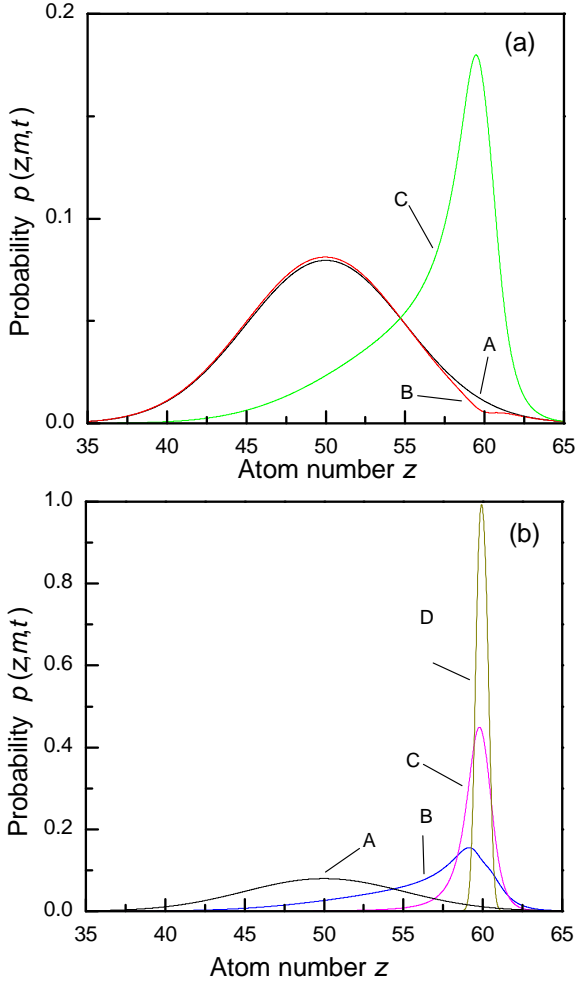 0.2
(a)
Probability p (z,m,t)
C
0.1
A
B
0.0
35 40 45 50 55 60 65
Atom number z
1.0
(b)
0.8
D
Probability p (z,m,t)
0.6
0.4
C
0.2
B
A
0.0
35 40 45 50 55 60 65
Atom number z